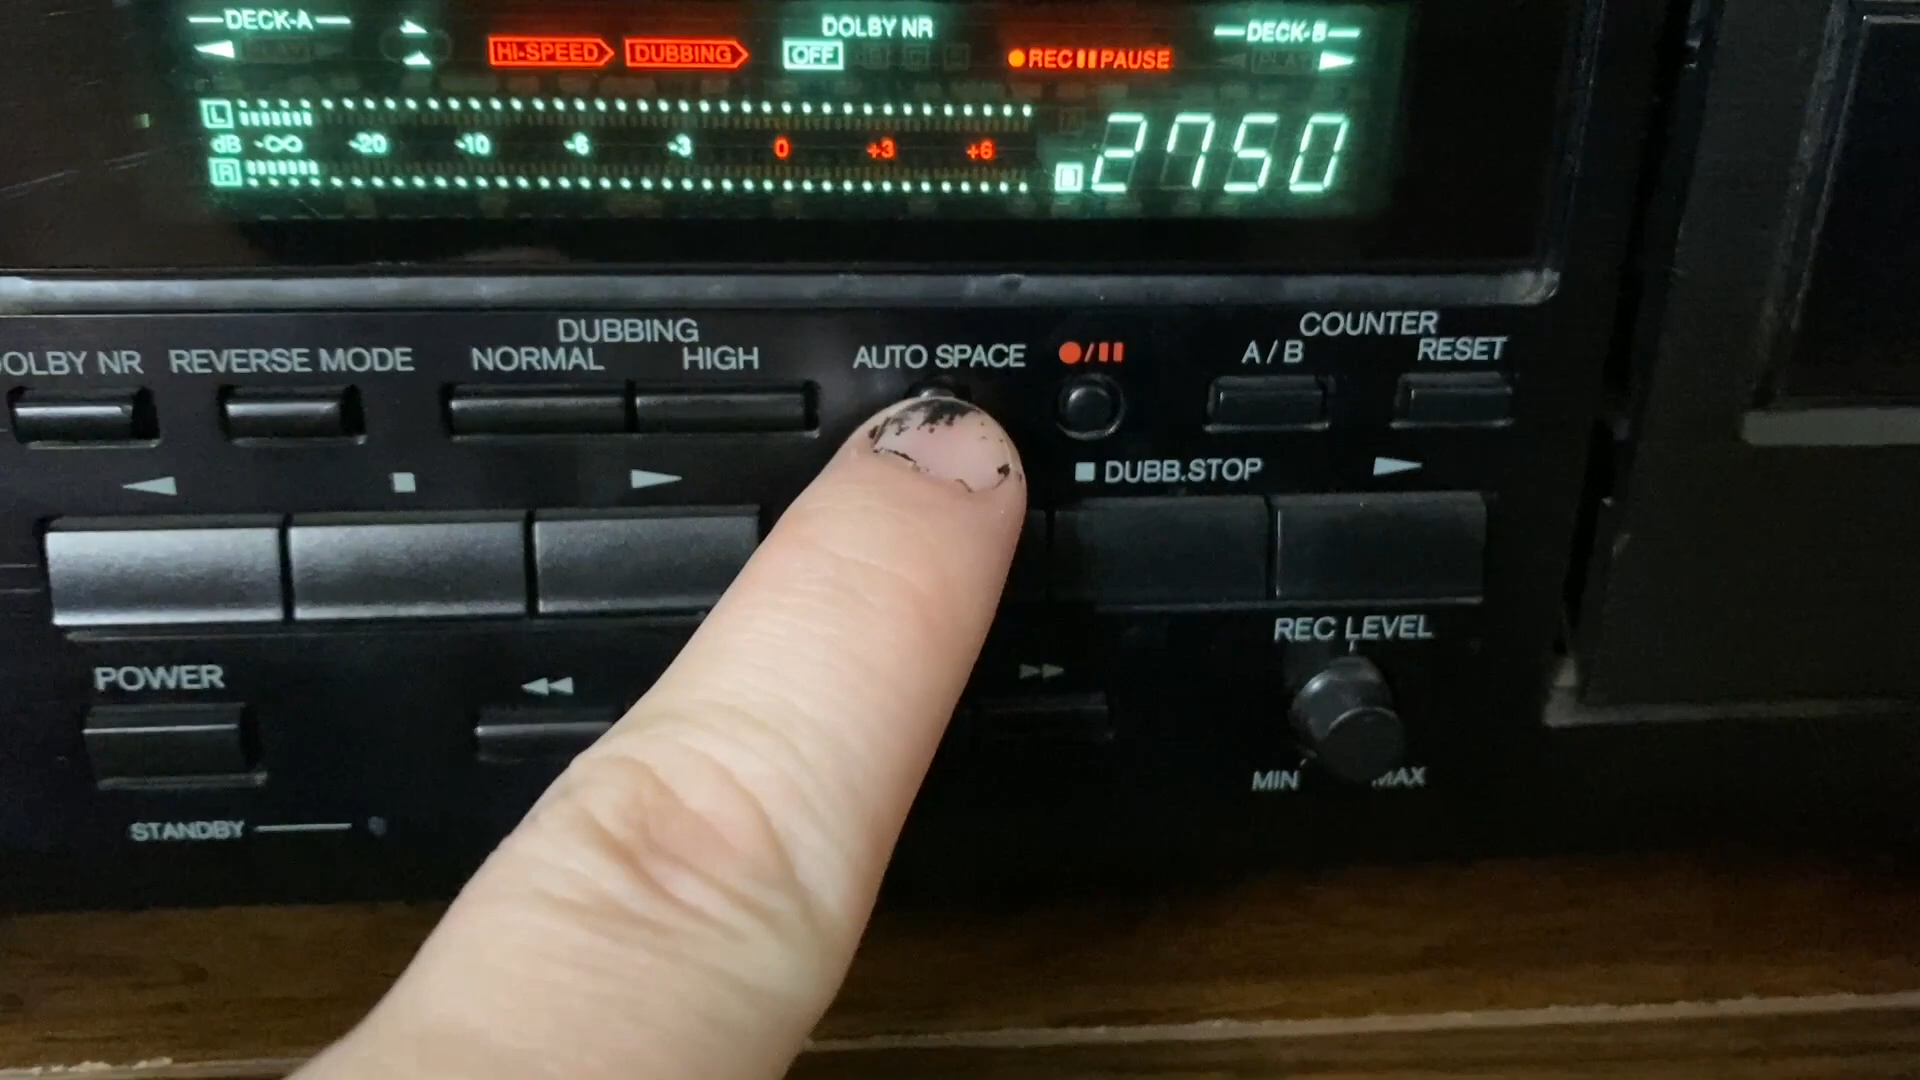 DECK-A
HI-SPEED DUBBING
DOLBY NR
OFF
REC PAUSE
DECK-B
L
dB -∞ -20 -10 -6 -3 0 +3 +6
R
B 2750
OLBY NR
REVERSE MODE
DUBBING
NORMAL HIGH
AUTO SPACE
COUNTER
A / B RESET
DUBB.STOP
POWER
REC LEVEL
MIN MAX
STANDBY